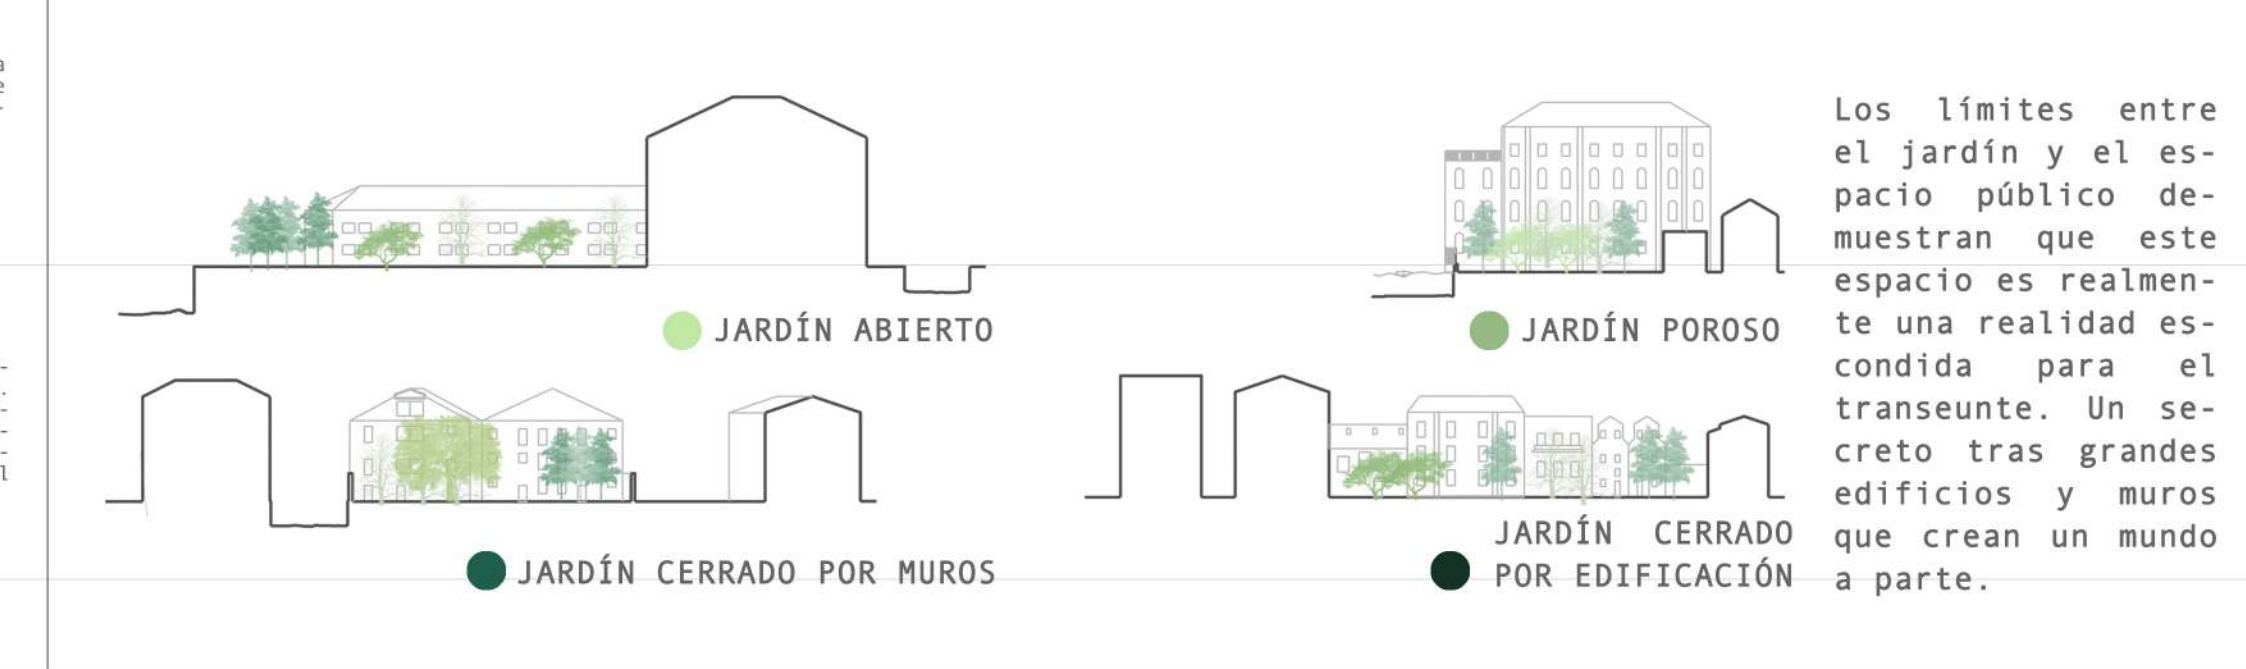 JARDÍN ABIERTO
JARDÍN POROSO
JARDÍN CERRADO POR MUROS
JARDÍN CERRADO
POR EDIFICACIÓN
Los límites entre
el jardín y el es-
pacio público de-
muestran que este
espacio es realmen-
te una realidad es-
condida para el
transeunte. Un se-
creto tras grandes
edificios y muros
que crean un mundo
a parte.